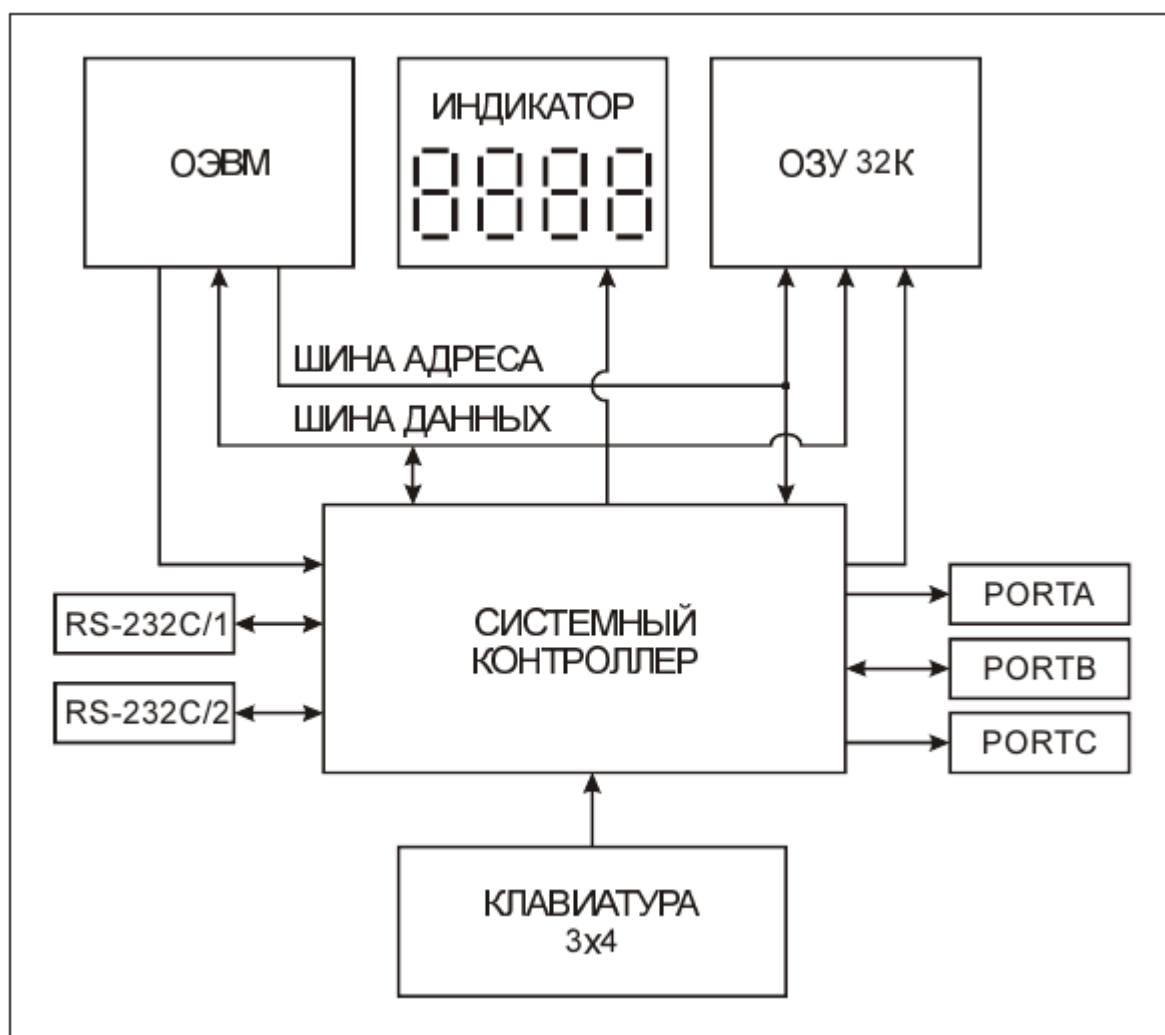 ОЭВМ
ИНДИКАТОР
8888
ОЗУ 32К
ШИНА АДРЕСА
ШИНА ДАННЫХ
СИСТЕМНЫЙ
КОНТРОЛЛЕР
RS-232C/1
RS-232C/2
PORTA
PORTB
PORTC
КЛАВИАТУРА
3x4